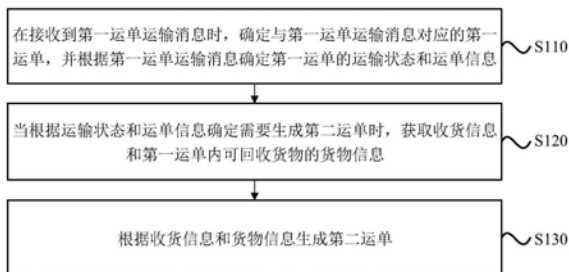 在接收到第一运单运输消息时，确定与第一运单运输消息对应的第一
运单，并根据第一运单运输消息确定第一运单的运输状态和运单信息
S110
当根据运输状态和运单信息确定需要生成第二运单时，获取收货信息
和第一运单内可回收货物的货物信息
S120
根据收货信息和货物信息生成第二运单
S130